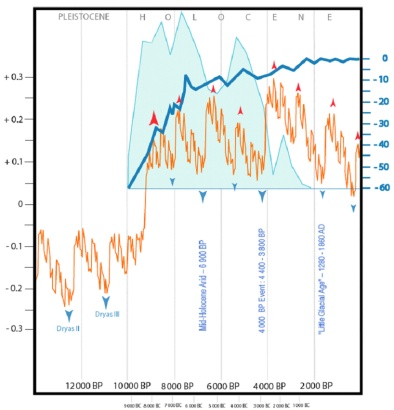 PLEISTOCENE H O L O C E N E
0
+ 0.3
- 10
+ 0.2
- 20
- 30
+ 0.1
- 40
- 50
0
- 60
- 0.1
- 0.2
- 0.3
Dryas II
Dryas III
Mid-Holocene Arid – 6 800 BP
4 000 BP Event : 4 400 - 3 800 BP
"Little Glacial Age" – 1280 - 1860 AD
12000 BP 10000 BP 8000 BP 6000 BP 4000 BP 2000 BP